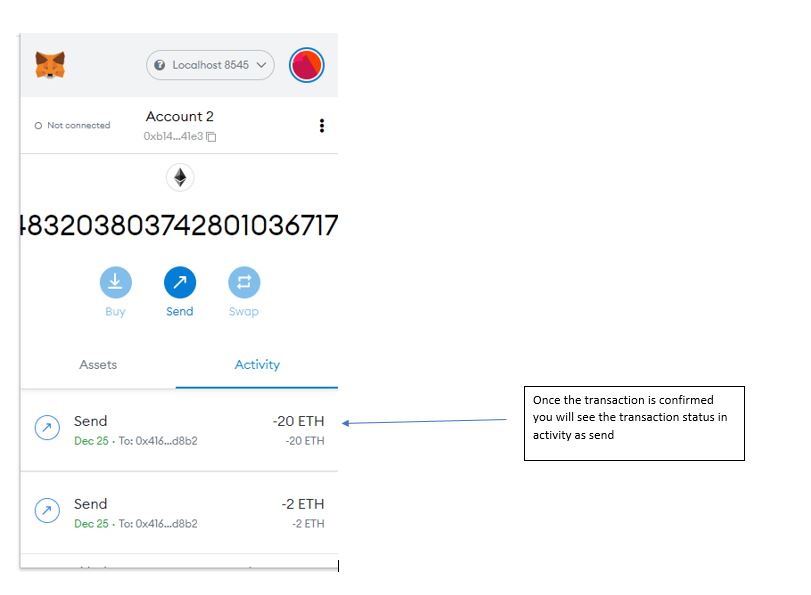 Localhost 8545
Not connected
Account 2
0xb14...41e3
483203803742801036717
Buy
Send
Swap
Assets
Activity
Send
-20 ETH
Dec 25 · To: 0x416...d8b2
-20 ETH
Send
-2 ETH
Dec 25 · To: 0x416...d8b2
-2 ETH
Once the transaction is confirmed
you will see the transaction status in
activity as send